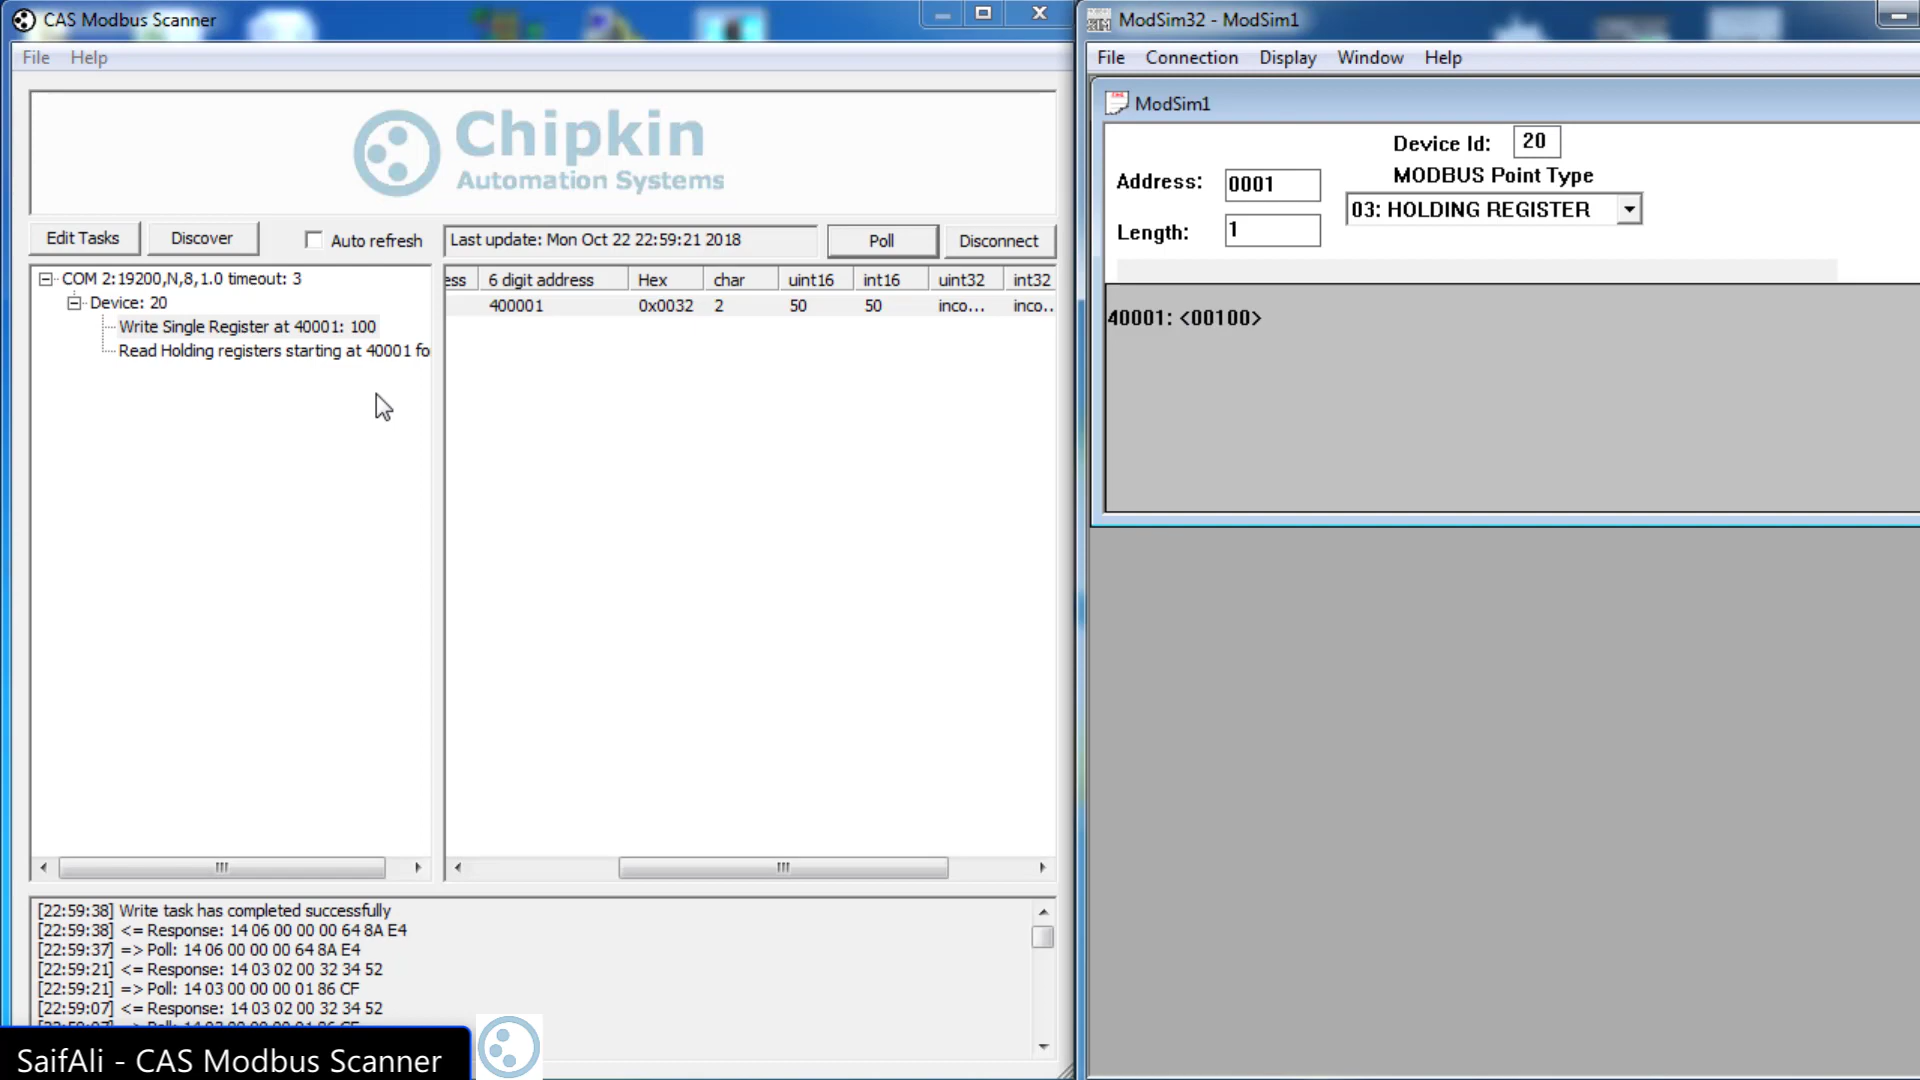 CAS Modbus Scanner
File Help
Chipkin
Automation Systems
Edit Tasks Discover Auto refresh Last update: Mon Oct 22 22:59:21 2018 Poll Disconnect
COM 2:19200,N,8,1.0 timeout: 3
Device: 20
Write Single Register at 40001: 100
Read Holding registers starting at 40001 fo
ess 6 digit address Hex char uint16 int16 uint32 int32
400001 0x0032 2 50 50 inco... inco..
[22:59:38] Write task has completed successfully
[22:59:38] <= Response: 14 06 00 00 00 64 8A E4
[22:59:37] => Poll: 14 06 00 00 00 64 8A E4
[22:59:21] <= Response: 14 03 02 00 32 34 52
[22:59:21] => Poll: 14 03 00 00 00 01 86 CF
[22:59:07] <= Response: 14 03 02 00 32 34 52
SaifAli - CAS Modbus Scanner
ModSim32 - ModSim1
File Connection Display Window Help
ModSim1
Device Id: 20
MODBUS Point Type
Address: 0001
03: HOLDING REGISTER
Length: 1
40001: <00100>